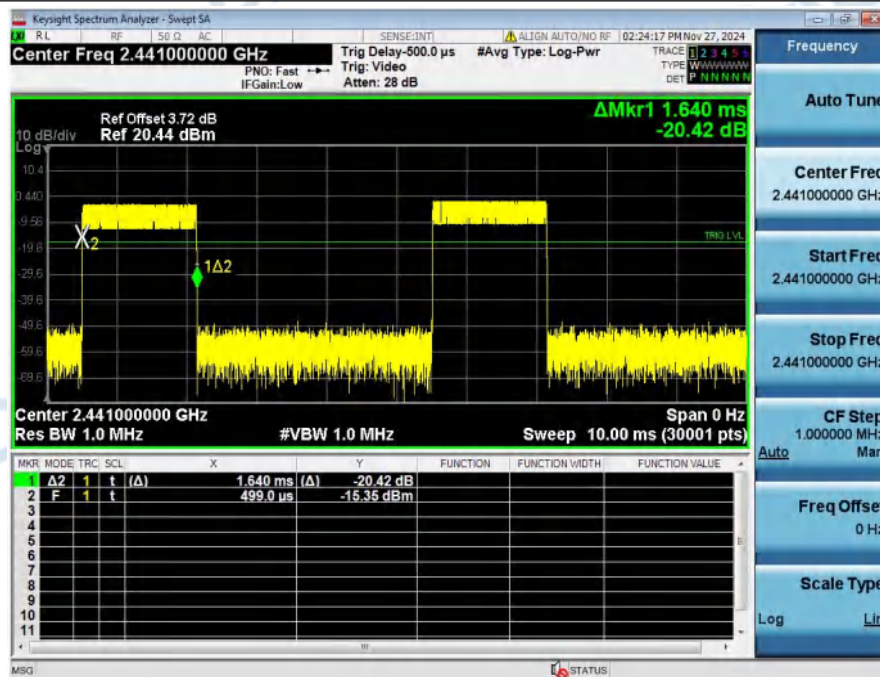 Keysight Spectrum Analyzer - Swept SA
RL RF 50 Ω AC SENSE:INT ALIGN AUTO/NO RF 02:24:17 PM Nov 27, 2024
Center Freq 2.441000000 GHz
PNO: Fast
IFGain:Low
Trig Delay-500.0 µs
Trig: Video
Atten: 28 dB
#Avg Type: Log-Pwr
TRACE 1 2 3 4 5 6
TYPE WWWWWW
DET P N N N N N
Frequency
ΔMkr1 1.640 ms
-20.42 dB
Ref Offset 3.72 dB
10 dB/div Ref 20.44 dBm
Log
10.4
0.440
-9.56
-19.6
-29.6
-39.6
-49.6
-59.6
-69.6
2
1Δ2
TRIG LVL
Center 2.441000000 GHz Span 0 Hz
Res BW 1.0 MHz #VBW 1.0 MHz Sweep 10.00 ms (30001 pts)
MKR MODE TRC SCL X Y FUNCTION FUNCTION WIDTH FUNCTION VALUE
1 Δ2 1 t (Δ) 1.640 ms (Δ) -20.42 dB
2 F 1 t 499.0 µs -15.35 dBm
3
4
5
6
7
8
9
10
11
Auto Tune
Center Freq
2.441000000 GHz
Start Freq
2.441000000 GHz
Stop Freq
2.441000000 GHz
CF Step
1.000000 MHz
Auto Man
Freq Offset
0 Hz
Scale Type
Log Lin
MSG STATUS